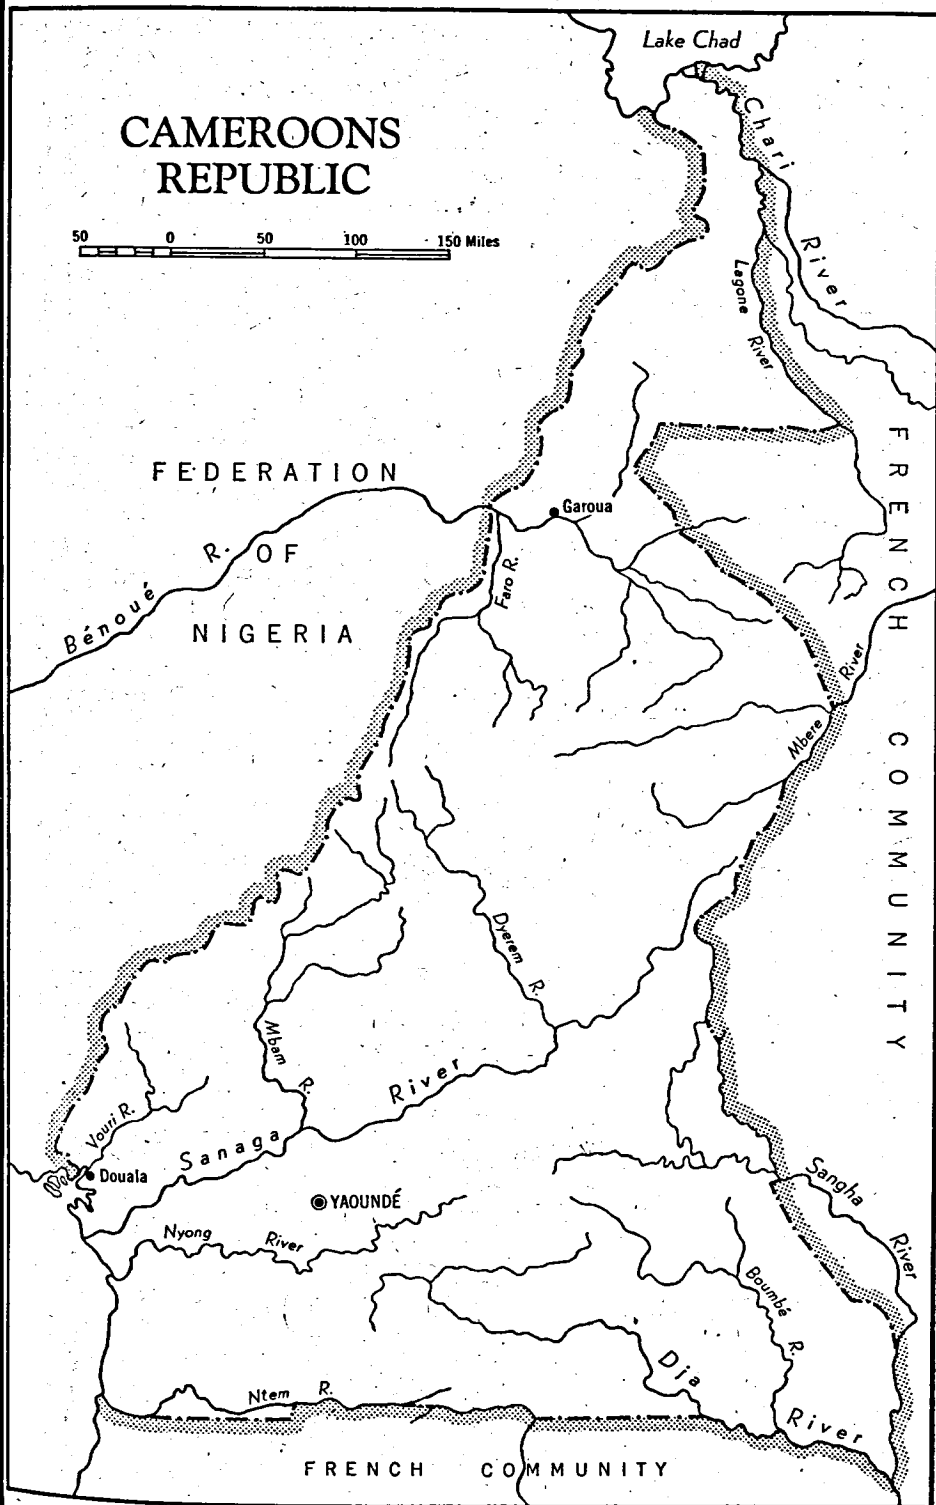 Lake Chad
CAMEROONS
REPUBLIC
50 0 50 100 150 Miles
Chari
River
Logone
River
FEDERATION
OF
NIGERIA
Bénoué R.
Garoua
Faro R.
FRENCH
COMMUNITY
Mbere River
Dyerem R.
Mbam R.
Sanaga River
Vouri R.
Douala
YAOUNDÉ
Nyong River
Sangha
River
Boumbé R.
Dja
River
Ntem R.
FRENCH COMMUNITY